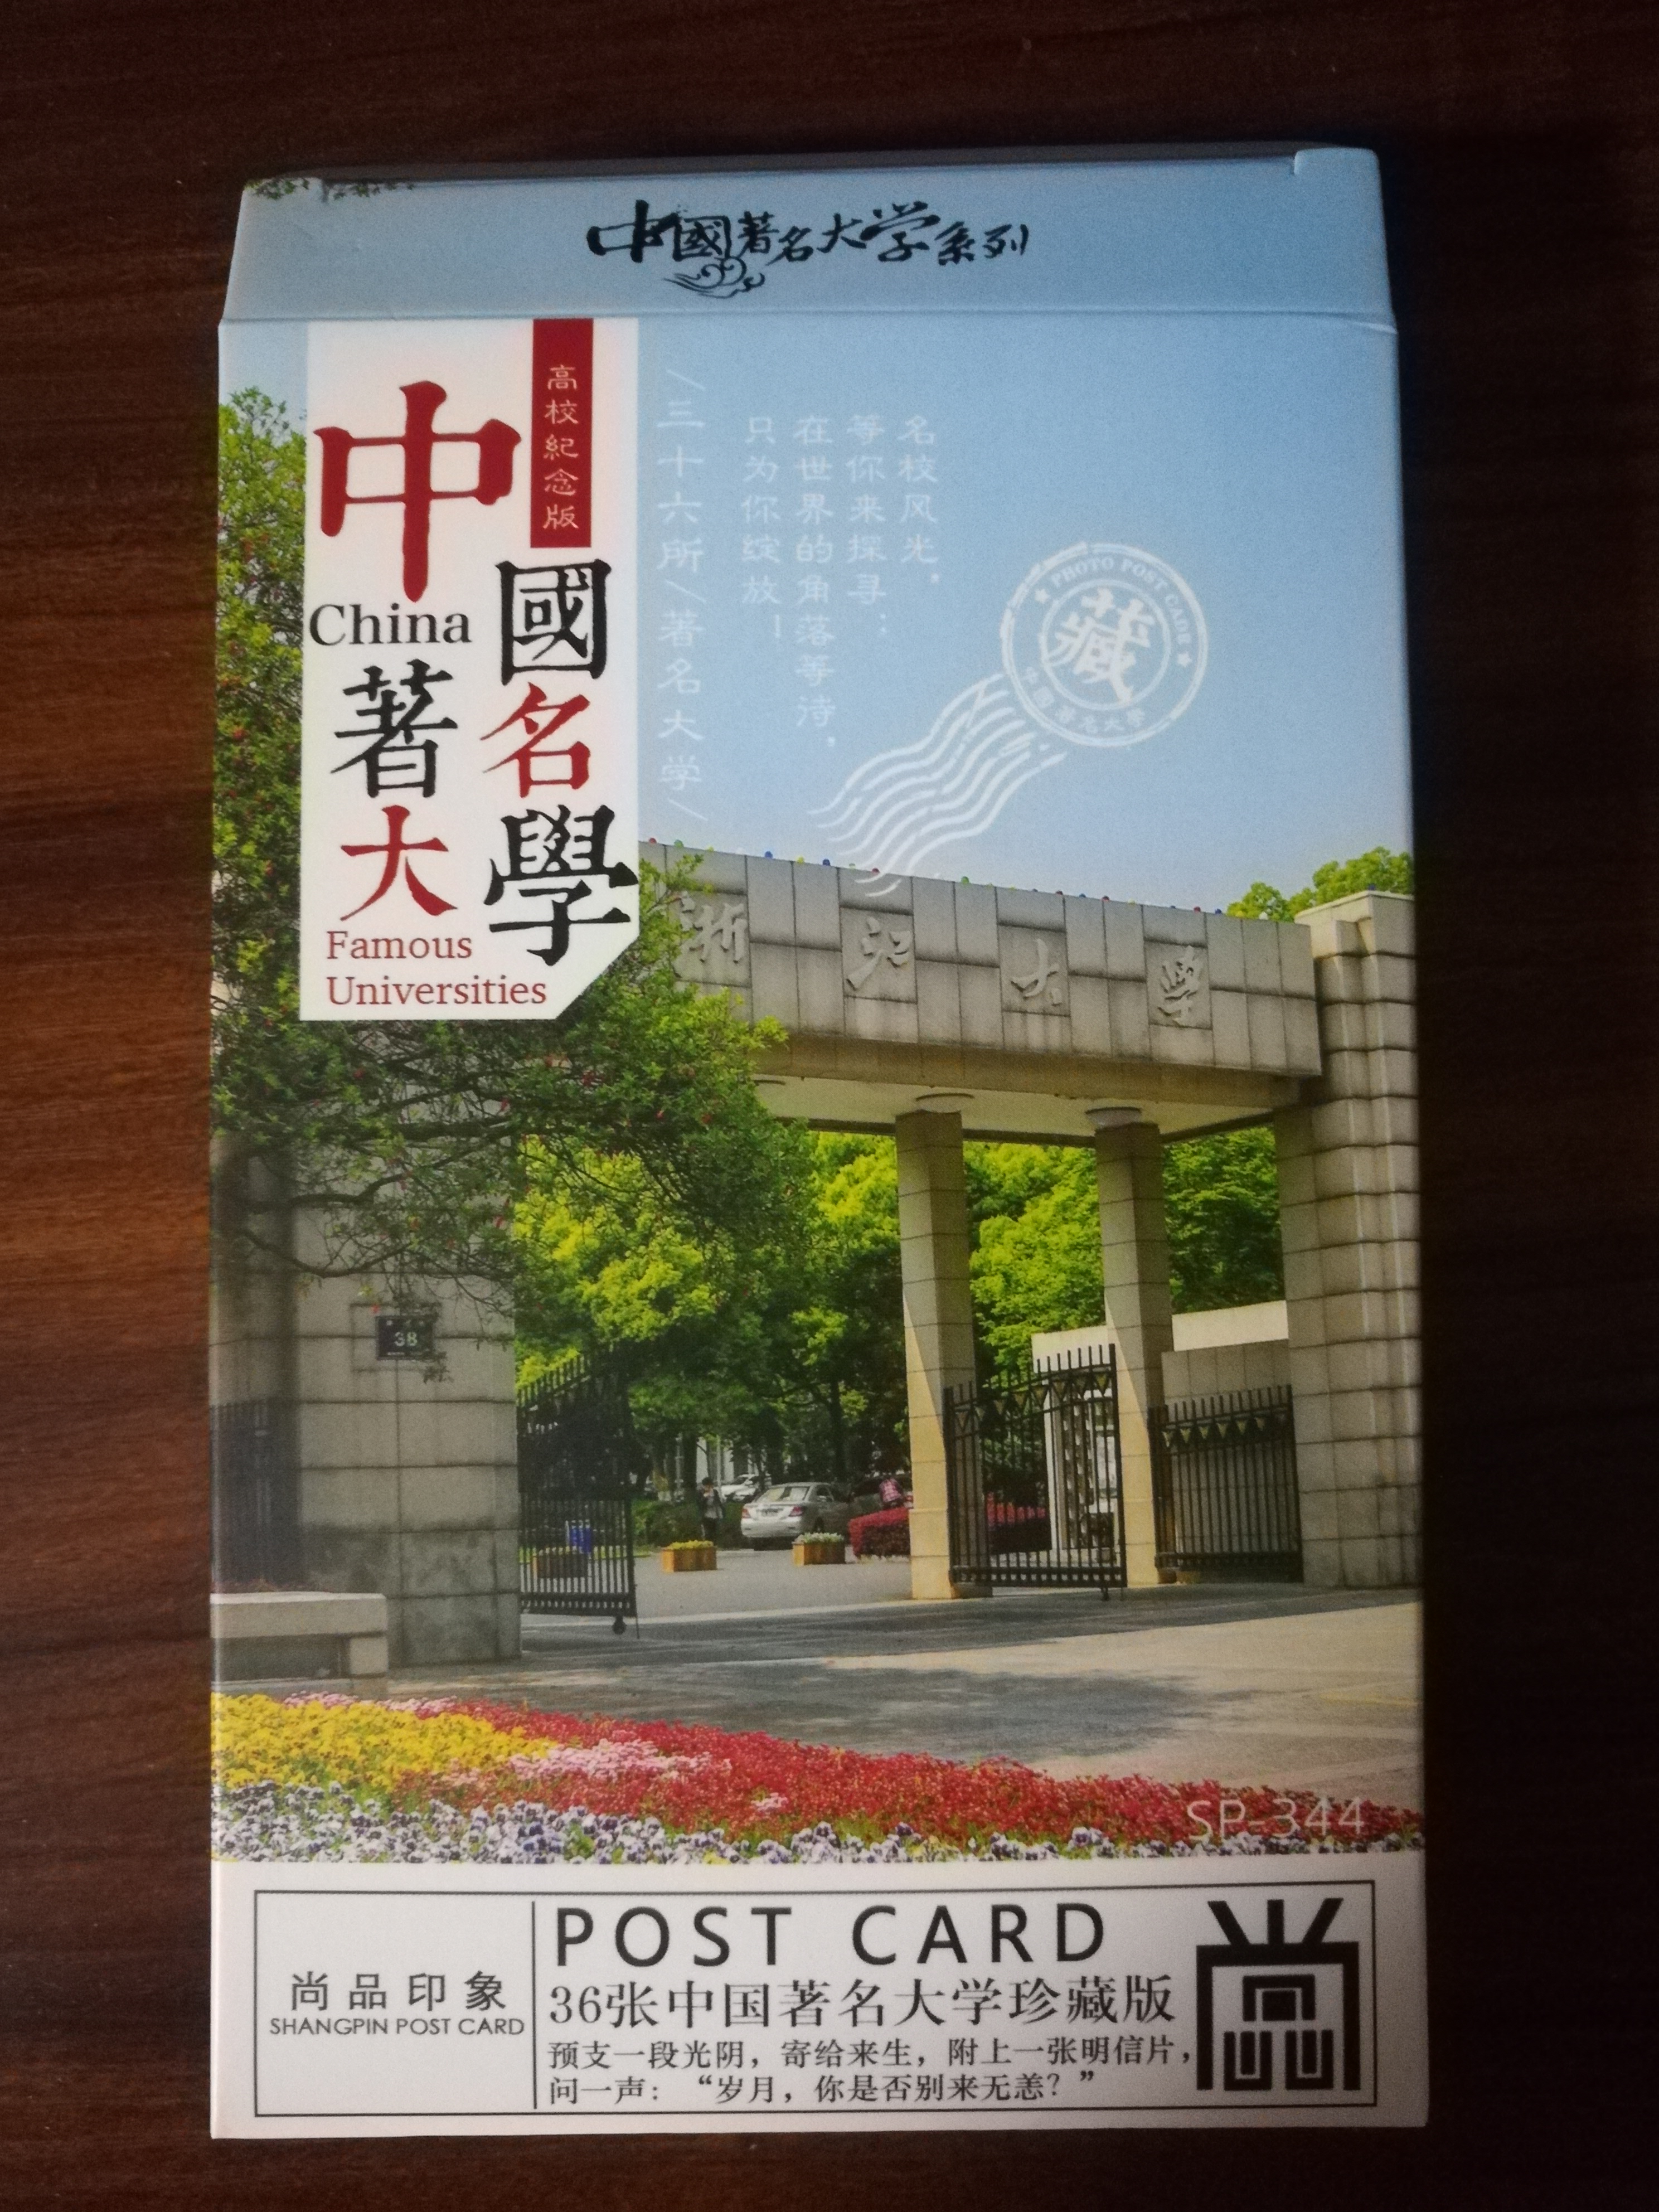 中國著名大学系列
高校紀念版
中國
China
著名
大學
Famous
Universities
名校风光，
等你来探寻；
在世界的角落等待，
只为你绽放！
/三十六所/著名大学/
PHOTO POST CADE
藏
中国著名大学
浙江大学
38
SP-344
尚品印象
SHANGPIN POST CARD
POST CARD
36张中国著名大学珍藏版
预支一段光阴，寄给来生，附上一张明信片，
问一声：“岁月，你是否别来无恙？”
尚品